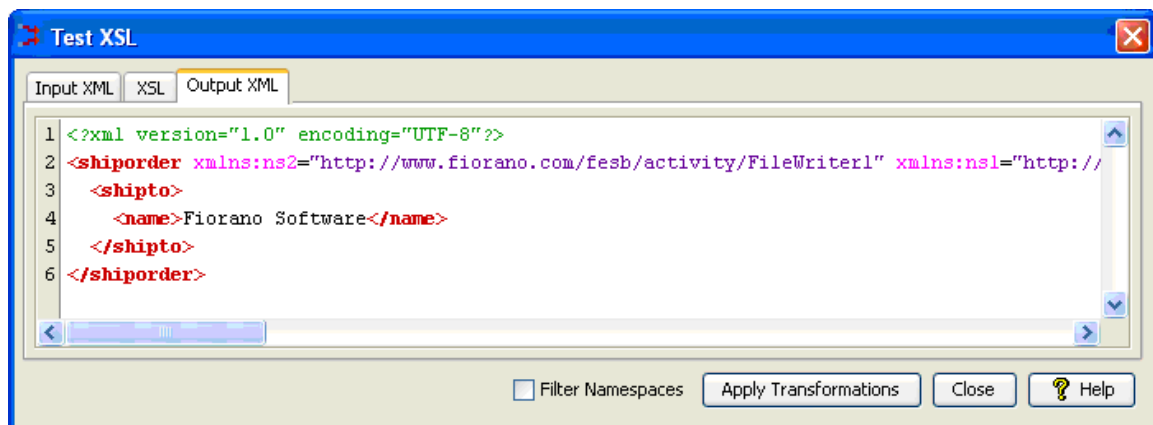 Test XSL
Input XML XSL Output XML
1 <?xml version="1.0" encoding="UTF-8"?>
2 <shiporder xmlns:ns2="http://www.fiorano.com/fesb/activity/FileWriter1" xmlns:ns1="http://
3 <shipto>
4 <name>Fiorano Software</name>
5 </shipto>
6 </shiporder>
Filter Namespaces Apply Transformations Close Help